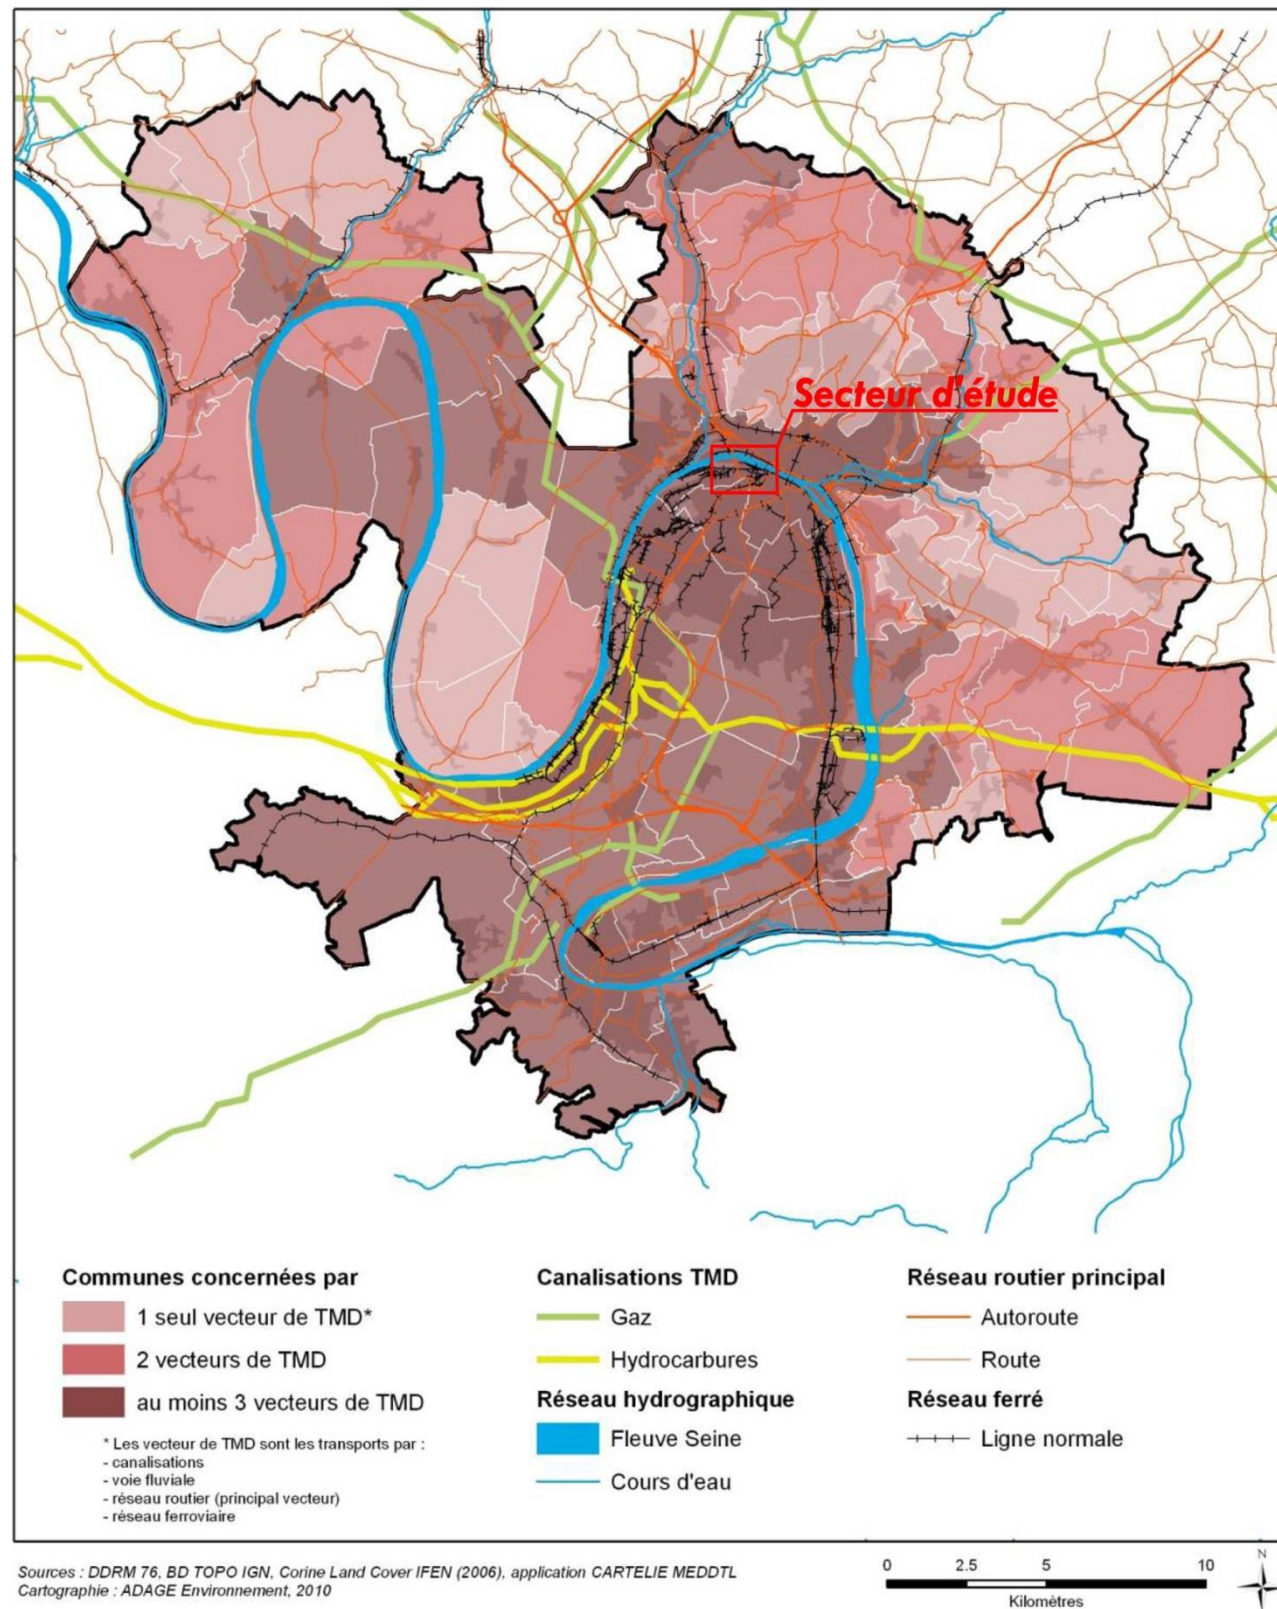 Secteur d'étude
Communes concernées par
1 seul vecteur de TMD*
2 vecteurs de TMD
au moins 3 vecteurs de TMD
* Les vecteur de TMD sont les transports par :
- canalisations
- voie fluviale
- réseau routier (principal vecteur)
- réseau ferroviaire
Canalisations TMD
Gaz
Hydrocarbures
Réseau hydrographique
Fleuve Seine
Cours d'eau
Réseau routier principal
Autoroute
Route
Réseau ferré
Ligne normale
Sources : DDRM 76, BD TOPO IGN, Corine Land Cover IFEN (2006), application CARTELIE MEDDTL
Cartographie : ADAGE Environnement, 2010
0 2.5 5 10
Kilomètres
N